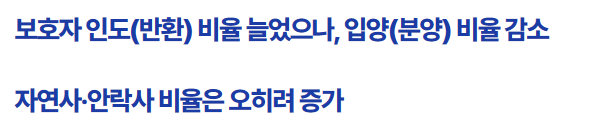 보호자 인도(반환) 비율 늘었으나, 입양(분양) 비율 감소
자연사·안락사 비율은 오히려 증가